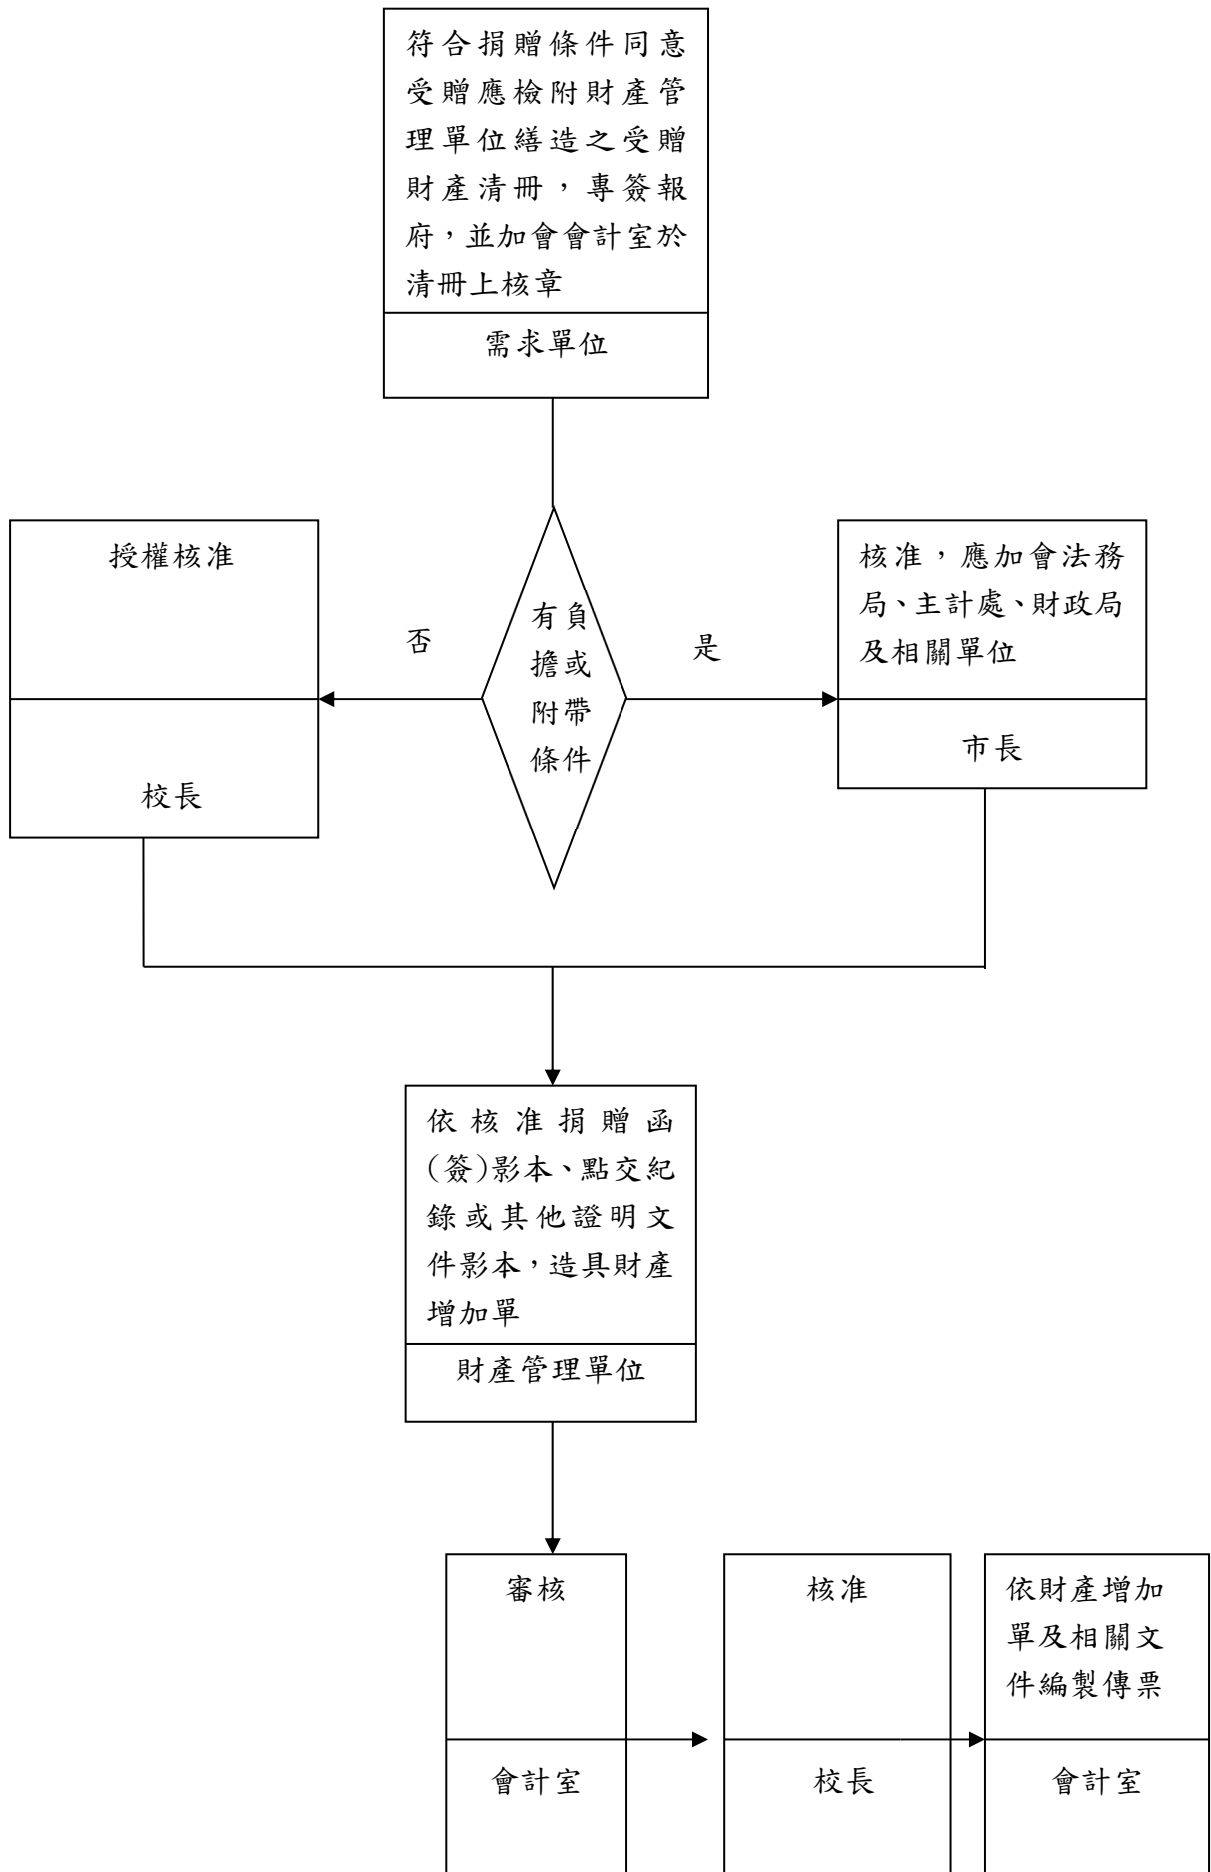 符合捐贈條件同意
受贈應檢附財產管
理單位繕造之受贈
財產清冊，專簽報
府，並加會會計室於
清冊上核章
需求單位
授權核准
校長
否
有負
擔或
附帶
條件
是
核准，應加會法務
局、主計處、財政局
及相關單位
市長
依核准捐贈函
(簽)影本、點交紀
錄或其他證明文
件影本，造具財產
增加單
財產管理單位
審核
會計室
核准
校長
依財產增加
單及相關文
件編製傳票
會計室